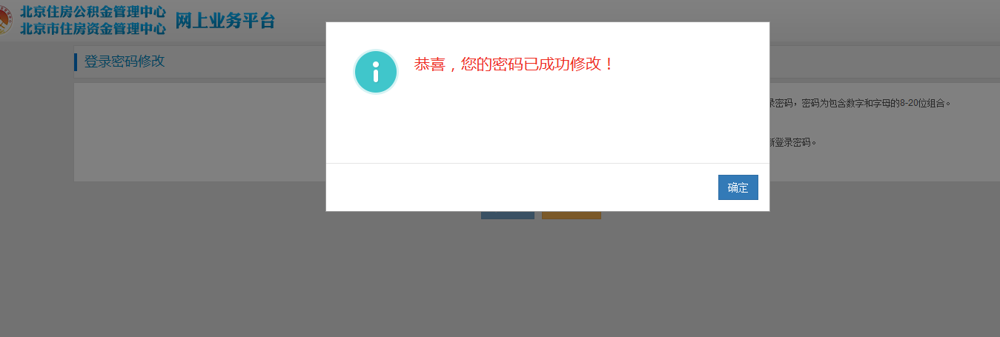 北京住房公积金管理中心
北京市住房资金管理中心
网上业务平台
登录密码修改
恭喜，您的密码已成功修改！
录密码，密码为包含数字和字母的8-20位组合。
新登录密码。
确定